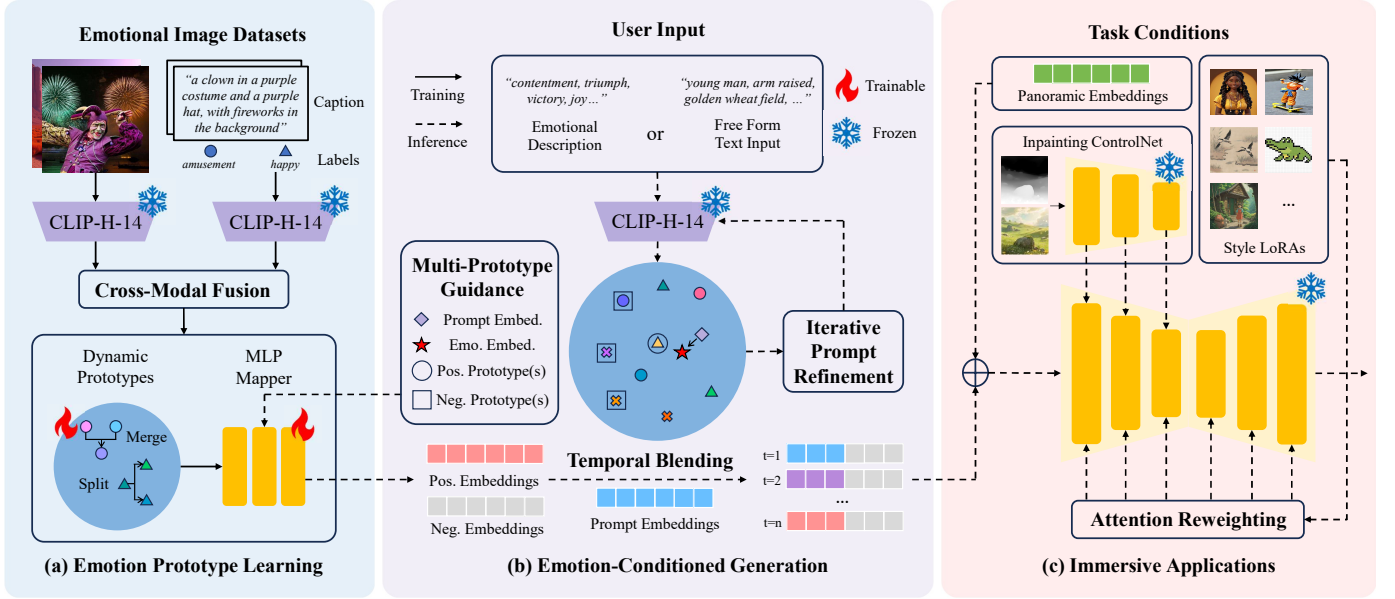 Emotional Image Datasets
“a clown in a purple
costume and a purple
hat, with fireworks in
the background”
Caption
Labels
amusement
happy
CLIP-H-14
CLIP-H-14
Cross-Modal Fusion
Dynamic
Prototypes
MLP
Mapper
Merge
Split
(a) Emotion Prototype Learning
User Input
Training
Inference
“contentment, triumph,
victory, joy…”
Emotional
Description
or
“young man, arm raised,
golden wheat field, …”
Free Form
Text Input
Trainable
Frozen
CLIP-H-14
Multi-Prototype
Guidance
Prompt Embed.
Emo. Embed.
Pos. Prototype(s)
Neg. Prototype(s)
Iterative
Prompt
Refinement
Pos. Embeddings
Neg. Embeddings
Temporal Blending
Prompt Embeddings
t=1
t=2
...
t=n
(b) Emotion-Conditioned Generation
Task Conditions
Panoramic Embeddings
Inpainting ControlNet
...
Style LoRAs
Attention Reweighting
(c) Immersive Applications